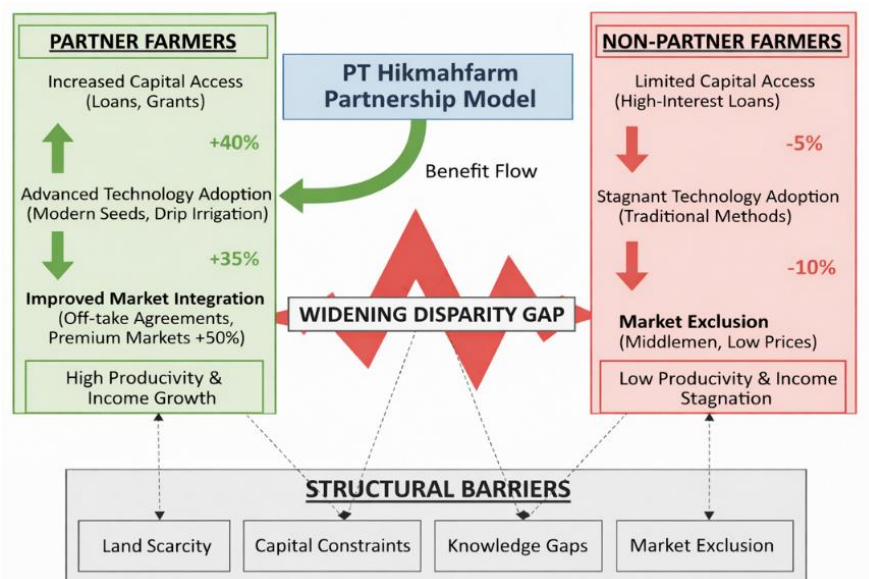 PARTNER FARMERS
Increased Capital Access
(Loans, Grants)
+40%
Advanced Technology Adoption
(Modern Seeds, Drip Irrigation)
+35%
Improved Market Integration
(Off-take Agreements,
Premium Markets +50%)
High Productivity &
Income Growth
PT Hikmahfarm
Partnership Model
Benefit Flow
WIDENING DISPARITY GAP
NON-PARTNER FARMERS
Limited Capital Access
(High-Interest Loans)
-5%
Stagnant Technology Adoption
(Traditional Methods)
-10%
Market Exclusion
(Middlemen, Low Prices)
Low Productivity & Income
Stagnation
STRUCTURAL BARRIERS
Land Scarcity
Capital Constraints
Knowledge Gaps
Market Exclusion